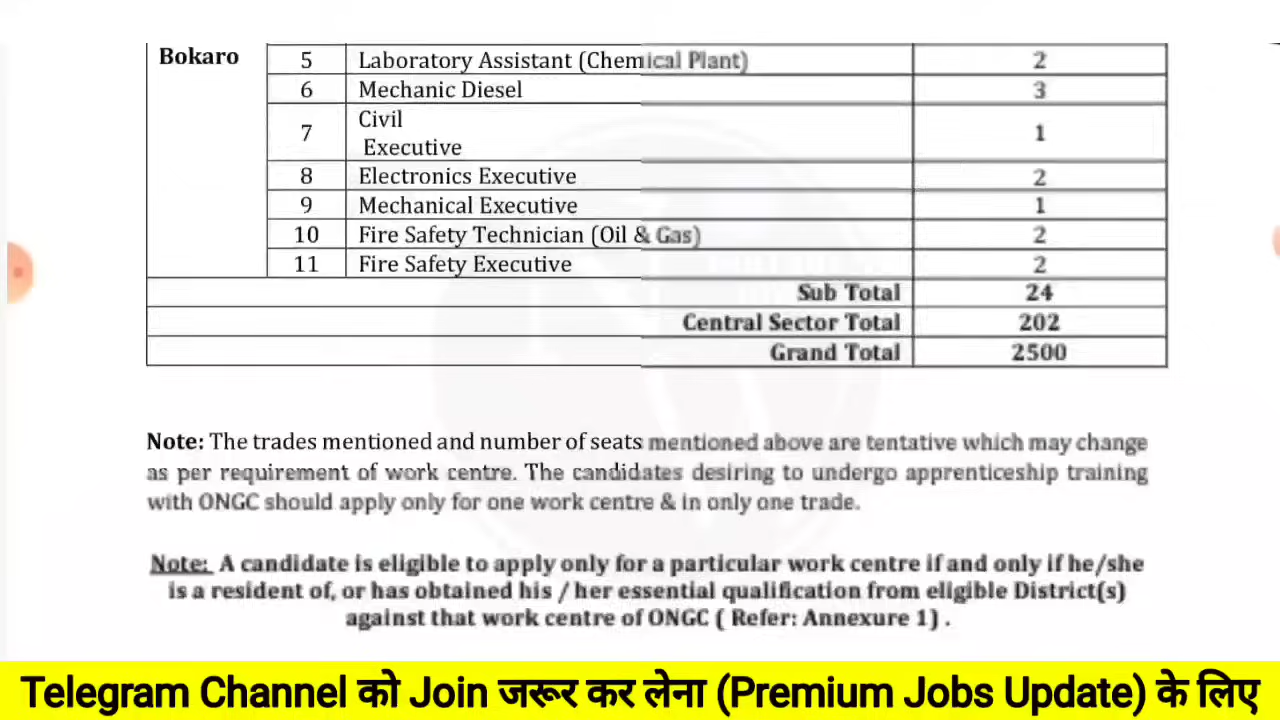 Bokaro
5 Laboratory Assistant (Chemical Plant) 2
6 Mechanic Diesel 3
7 Civil
Executive 1
8 Electronics Executive 2
9 Mechanical Executive 1
10 Fire Safety Technician (Oil & Gas) 2
11 Fire Safety Executive 2
Sub Total 24
Central Sector Total 202
Grand Total 2500
Note: The trades mentioned and number of seats mentioned above are tentative which may change
as per requirement of work centre. The candidates desiring to undergo apprenticeship training
with ONGC should apply only for one work centre & in only one trade.
Note: A candidate is eligible to apply only for a particular work centre if and only if he/she
is a resident of, or has obtained his / her essential qualification from eligible District(s)
against that work centre of ONGC ( Refer: Annexure 1) .
Telegram Channel को Join जरूर कर लेना (Premium Jobs Update) के लिए